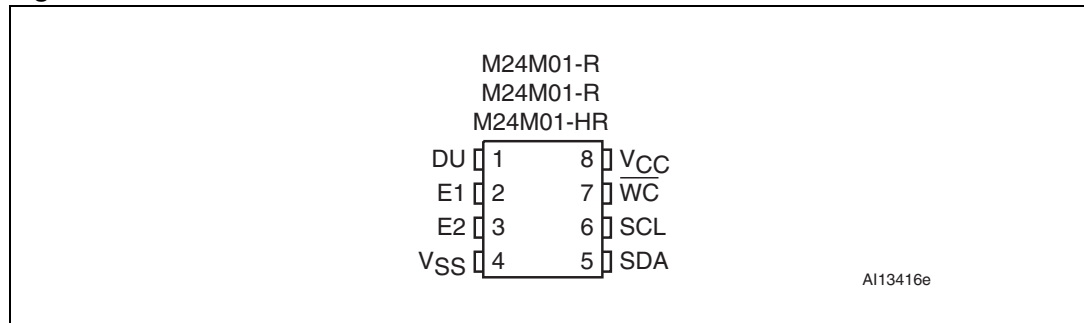 M24M01-R
M24M01-R
M24M01-HR
DU 1 8 VCC
E1 2 7 W̅C̅
E2 3 6 SCL
VSS 4 5 SDA
AI13416e